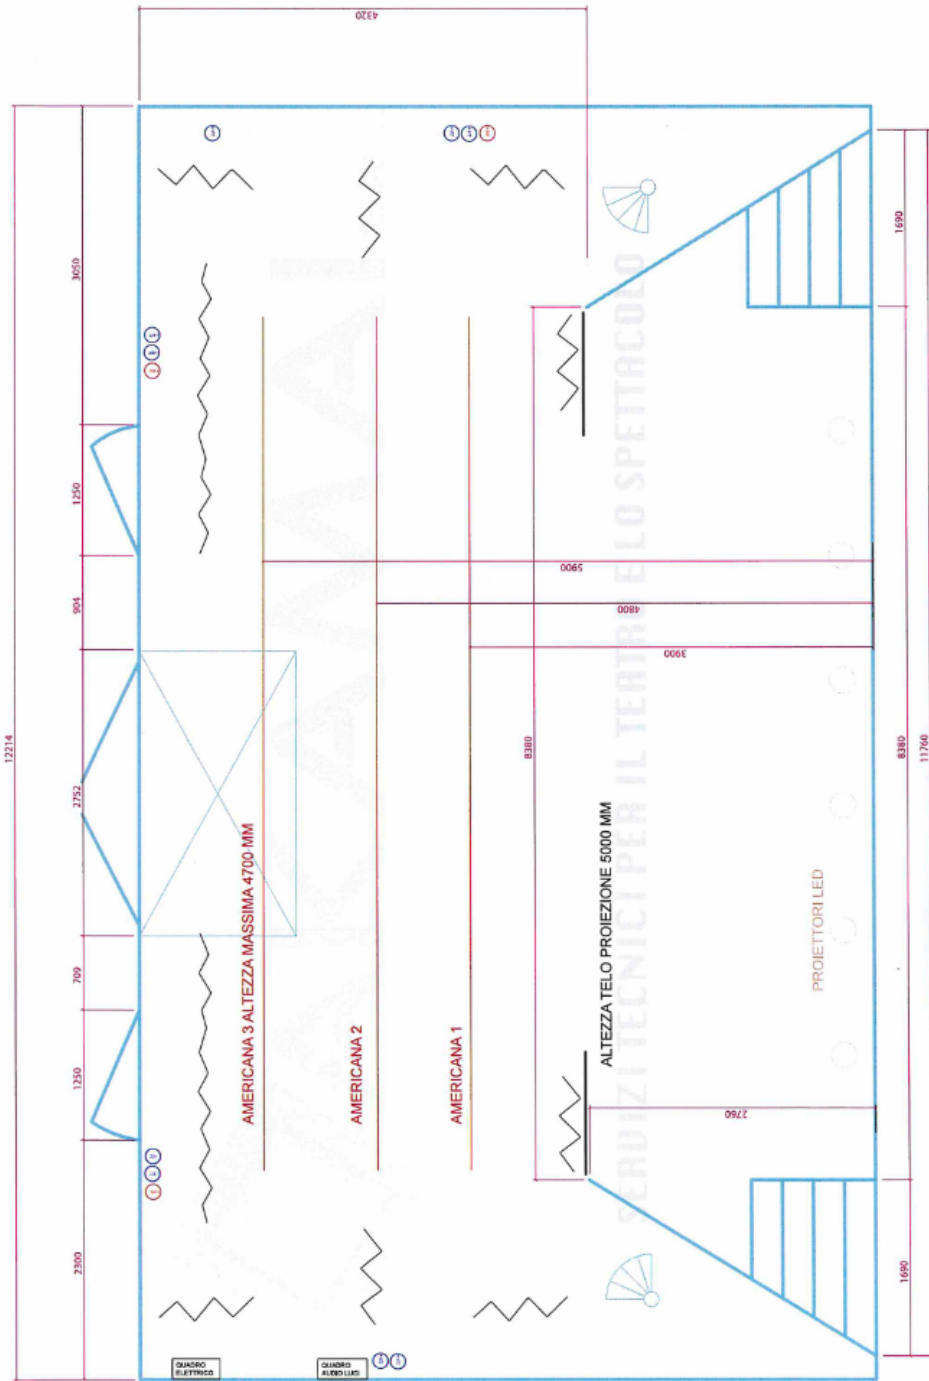 4320
12214
3050
1250
904
2752
709
1250
2300
1690
8380
11760
1690
5900
4800
3900
8380
2760
AMERICANA 3 ALTEZZA MASSIMA 4700 MM
AMERICANA 2
AMERICANA 1
ALTEZZA TELO PROIEZIONE 5000 MM
SERVIZI TECNICI PER IL TEATRO E LO SPETTACOLO
PROIETTORI LED
QUADRO
ELETTRICO
QUADRO
AUDIO LUCI